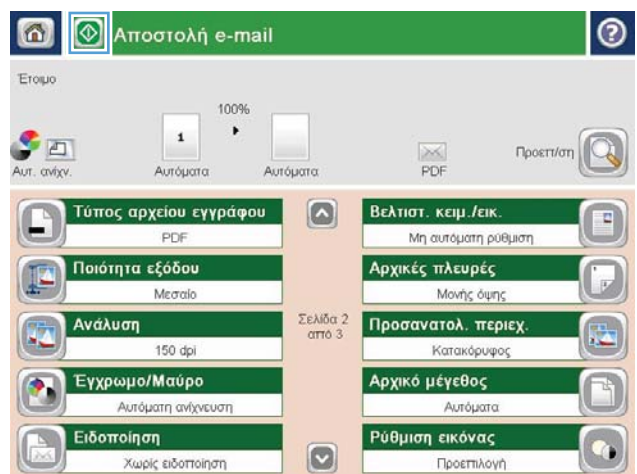 Αποστολή e-mail
?
Έτοιμο
100%
1
Αυτ. ανίχν.
Αυτόματα
Αυτόματα
PDF
Προεπ/ση
Τύπος αρχείου εγγράφου
PDF
Ποιότητα εξόδου
Μεσαίο
Ανάλυση
150 dpi
Έγχρωμο/Μαύρο
Αυτόματη ανίχνευση
Ειδοποίηση
Χωρίς ειδοποίηση
Σελίδα 2
από 3
Βελτιστ. κειμ./εικ.
Μη αυτόματη ρύθμιση
Αρχικές πλευρές
Μονής όψης
Προσανατολ. περιεχ.
Κατακόρυφος
Αρχικό μέγεθος
Αυτόματα
Ρύθμιση εικόνας
Προεπιλογή